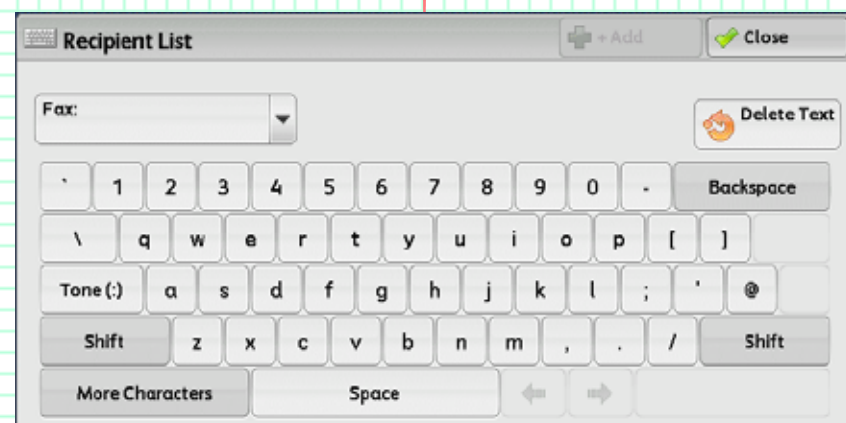 Recipient List + Add Close
Fax:
Delete Text
` 1 2 3 4 5 6 7 8 9 0 - Backspace
\ q w e r t y u i o p [ ]
Tone (:) a s d f g h j k l ; ' @
Shift z x c v b n m , . / Shift
More Characters Space